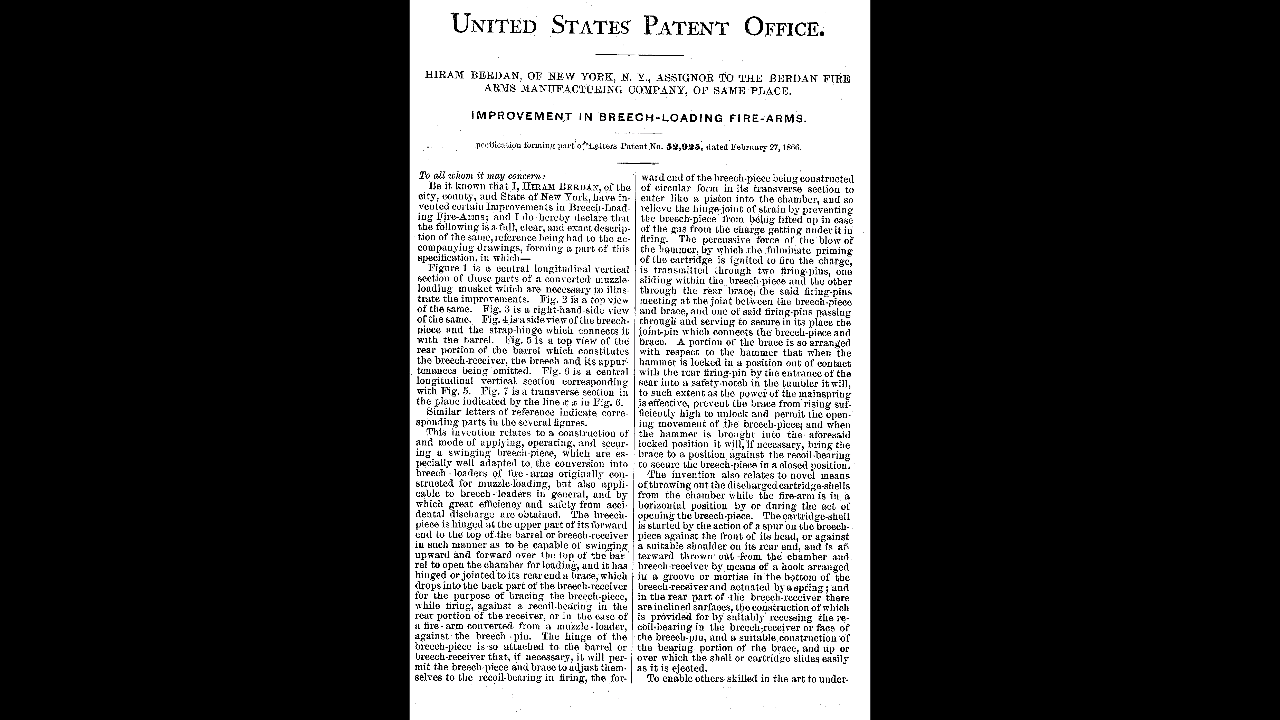 UNITED STATES PATENT OFFICE.
HIRAM BERDAN, OF NEW YORK, N. Y., ASSIGNOR TO THE BERDAN FIRE
ARMS MANUFACTURING COMPANY, OF SAME PLACE.
IMPROVEMENT IN BREECH-LOADING FIRE-ARMS.
pecification forming part of Letters Patent No. 52,925, dated February 27, 1866.
To all whom it may concern:
Be it known that I, HIRAM BERDAN, of the
city, county, and State of New York, have in-
vented certain Improvements in Breech-Load-
ing Fire-Arms; and I do hereby declare that
the following is a full, clear, and exact descrip-
tion of the same, reference being had to the ac-
companying drawings, forming a part of this
specification, in which—
Figure 1 is a central longitudinal vertical
section of those parts of a converted muzzle-
loading musket which are necessary to illus-
trate the improvements. Fig. 2 is a top view
of the same. Fig. 3 is a right-hand-side view
of the same. Fig. 4 is a side view of the breech-
piece and the strap-hinge which connects it
with the barrel. Fig. 5 is a top view of the
rear portion of the barrel which constitutes
the breech-receiver, the breech and its appur-
tenances being omitted. Fig. 6 is a central
longitudinal vertical section corresponding
with Fig. 5. Fig. 7 is a transverse section in
the plane indicated by the line x x in Fig. 6.
Similar letters of reference indicate corre-
sponding parts in the several figures.
This invention relates to a construction of
and mode of applying, operating, and secur-
ing a swinging breech-piece, which are es-
pecially well adapted to the conversion into
breech-loaders of fire-arms originally con-
structed for muzzle-loading, but also appli-
cable to breech-loaders in general, and by
which great efficiency and safety from acci-
dental discharge are obtained. The breech-
piece is hinged at the upper part of its forward
end to the top of the barrel or breech-receiver
in such manner as to be capable of swinging
upward and forward over the top of the bar-
rel to open the chamber for loading, and it has
hinged or jointed to its rear end a brace, which
drops into the back part of the breech-receiver
for the purpose of bracing the breech-piece,
while firing, against a recoil-bearing in the
rear portion of the receiver, or in the case of
a fire-arm converted from a muzzle-loader,
against the breech-pin. The hinge of the
breech-piece is so attached to the barrel or
breech-receiver that, if necessary, it will per-
mit the breech-piece and brace to adjust them-
selves to the recoil-bearing in firing, the for-
ward end of the breech-piece being constructed
of circular form in its transverse section to
enter like a piston into the chamber, and so
relieve the hinge-joint of strain by preventing
the breech-piece from being lifted up in case
of the gas from the charge getting under it in
firing. The percussive force of the blow of
the hammer, by which the fulminate priming
of the cartridge is ignited to fire the charge,
is transmitted through two firing-pins, one
sliding within the breech-piece and the other
through the rear brace, the said firing-pins
meeting at the joint between the breech-piece
and brace, and one of said firing-pins passing
through and serving to secure in its place the
joint-pin which connects the breech-piece and
brace. A portion of the brace is so arranged
with respect to the hammer that when the
hammer is locked in a position out of contact
with the rear firing-pin by the entrance of the
sear into a safety-notch in the tumbler it will,
to such extent as the power of the mainspring
is effective, prevent the brace from rising suf-
ficiently high to unlock and permit the open-
ing movement of the breech-piece; and when
the hammer is brought into the aforesaid
locked position it will, if necessary, bring the
brace to a position against the recoil-bearing
to secure the breech-piece in a closed position.
The invention also relates to novel means
of throwing out the discharged cartridge-shells
from the chamber while the fire-arm is in a
horizontal position by or during the act of
opening the breech-piece. The cartridge-shell
is started by the action of a spur on the breech-
piece against the front of its head, or against
a suitable shoulder on its rear end, and is af-
terward thrown out from the chamber and
breech-receiver by means of a hook arranged
in a groove or mortise in the bottom of the
breech-receiver and actuated by a spring; and
in the rear part of the breech-receiver there
are inclined surfaces, the construction of which
is provided for by suitably recessing the re-
coil-bearing in the breech-receiver or face of
the breech-pin, and a suitable construction of
the bearing portion of the brace, and up or
over which the shell or cartridge slides easily
as it is ejected.
To enable others skilled in the art to under-